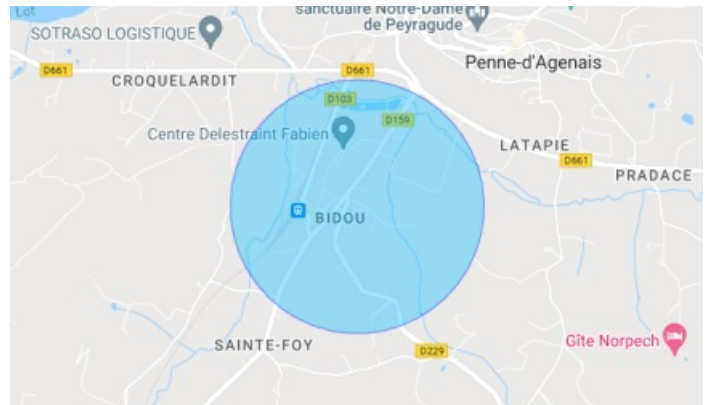 Lot
sanctuaire Notre-Dame
de Peyragude
SOTRASO LOGISTIQUE
Penne-d'Agenais
D661
D661
CROQUELARDIT
D103
D159
Centre Delestraint Fabien
LATAPIE
D661
PRADACE
BIDOU
SAINTE-FOY
D229
Gîte Norpech